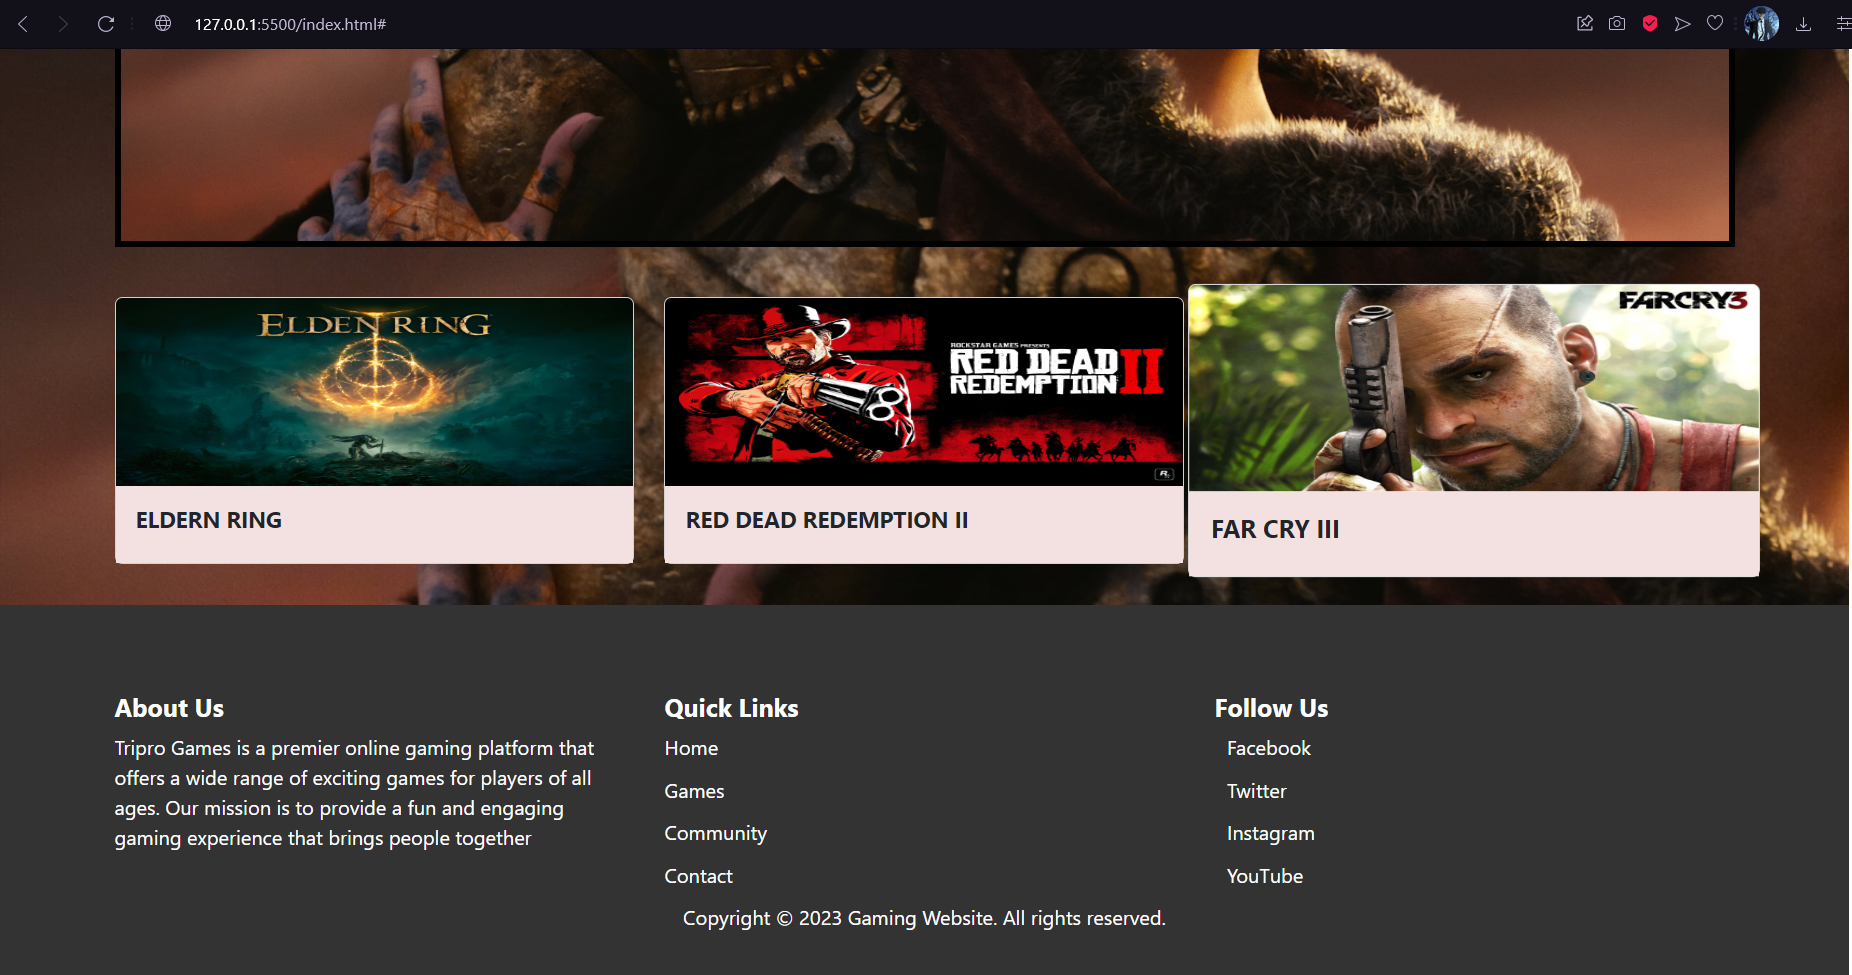 127.0.0.1:5500/index.html#
ELDEN RING
ROCKSTAR GAMES PRESENTS
RED DEAD
REDEMPTION II
R
FARCRY3
ELDERN RING
RED DEAD REDEMPTION II
FAR CRY III
About Us
Tripro Games is a premier online gaming platform that
offers a wide range of exciting games for players of all
ages. Our mission is to provide a fun and engaging
gaming experience that brings people together
Quick Links
Home
Games
Community
Contact
Follow Us
Facebook
Twitter
Instagram
YouTube
Copyright © 2023 Gaming Website. All rights reserved.